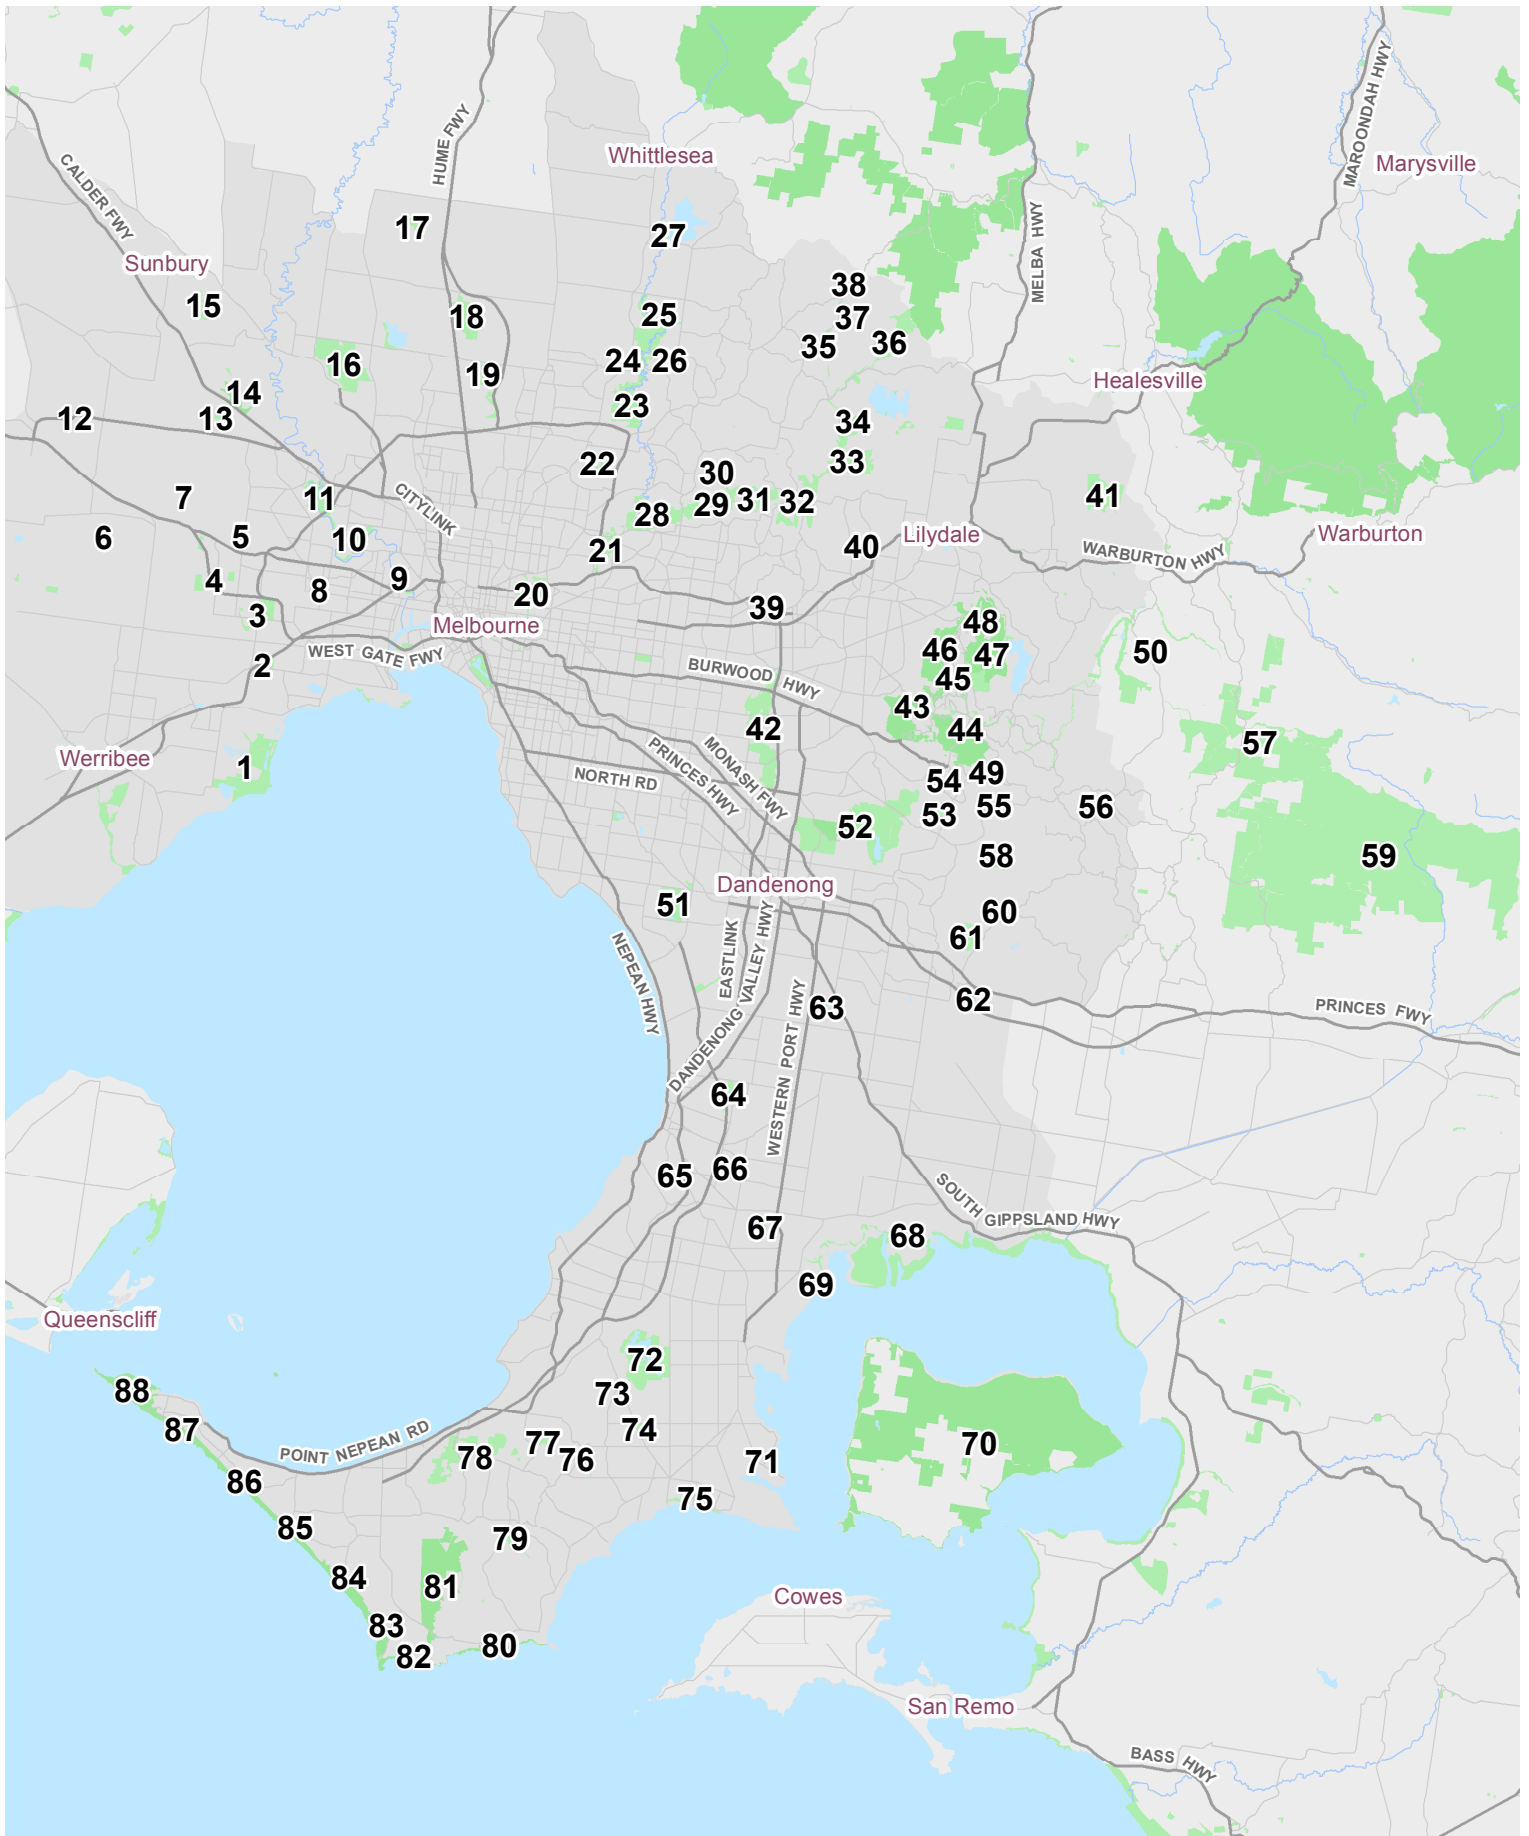 Whittlesea
HUME FWY
MAROONDAH HWY
Marysville
CALDER FWY
17
27
MELBA HWY
Sunbury
15
38
18
25
37
35
36
16
24
26
19
Healesville
14
23
12
13
34
22
30
33
7
11
CITYLINK
29
31
32
41
28
6
5
10
21
40
Lilydale
WARBURTON HWY
Warburton
4
8
9
20
39
3
Melbourne
48
WEST GATE FWY
2
BURWOOD HWY
46
47
50
45
43
42
44
57
Werribee
1
NORTH RD
PRINCES HWY
MONASH FWY
54
49
53
55
56
52
58
59
Dandenong
51
60
61
NEPEAN HWY
EASTLINK
DANDENONG VALLEY HWY
WESTERN PORT HWY
63
62
PRINCES FWY
64
65
66
67
SOUTH GIPPSLAND HWY
68
69
Queenscliff
72
88
73
87
POINT NEPEAN RD
74
77
78
76
71
70
86
75
85
79
84
81
Cowes
83
82
80
San Remo
BASS HWY